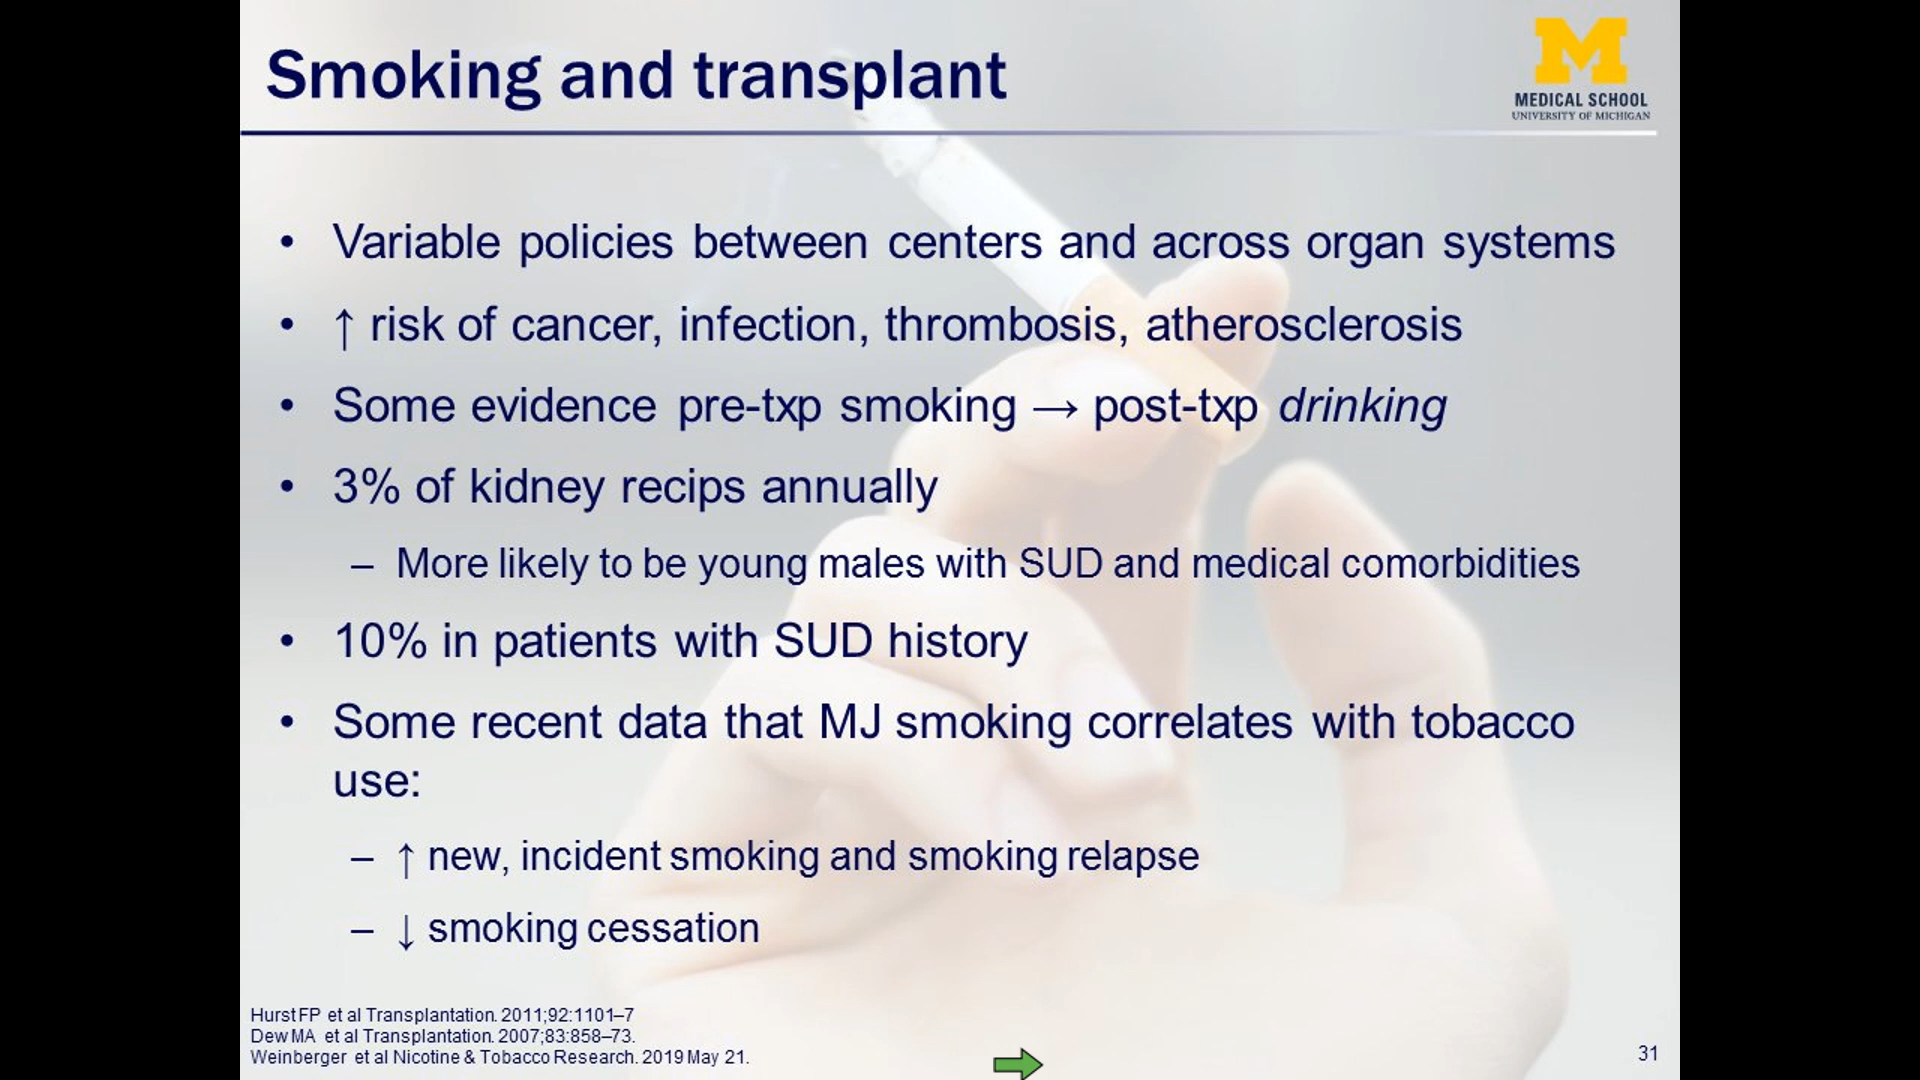 Smoking and transplant
M
MEDICAL SCHOOL
UNIVERSITY OF MICHIGAN
• Variable policies between centers and across organ systems
• ↑ risk of cancer, infection, thrombosis, atherosclerosis
• Some evidence pre-txp smoking → post-txp drinking
• 3% of kidney recips annually
– More likely to be young males with SUD and medical comorbidities
• 10% in patients with SUD history
• Some recent data that MJ smoking correlates with tobacco
use:
– ↑ new, incident smoking and smoking relapse
– ↓ smoking cessation
Hurst FP et al Transplantation. 2011;92:1101–7
Dew MA et al Transplantation. 2007;83:858–73.
Weinberger et al Nicotine & Tobacco Research. 2019 May 21.
31